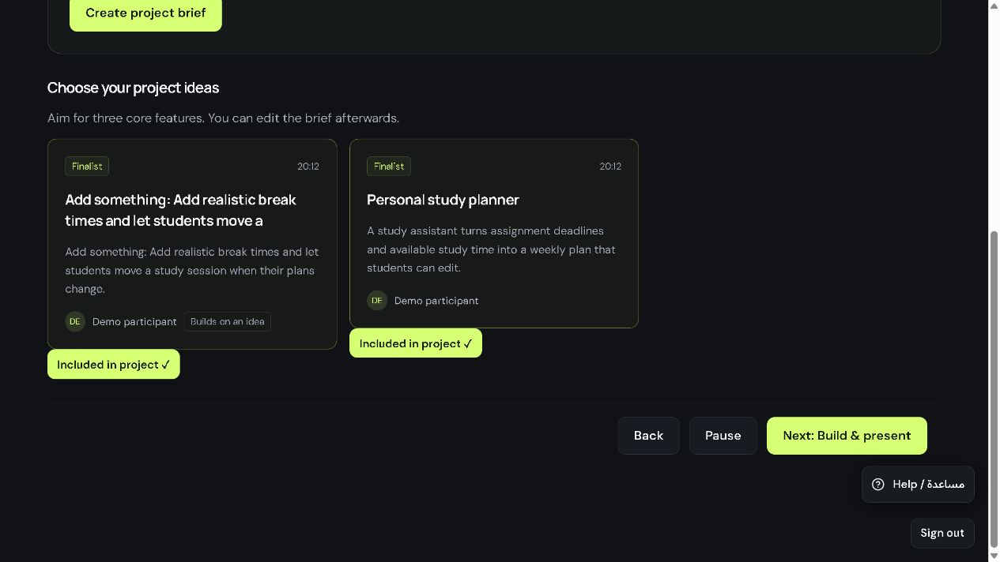 Create project brief
Choose your project ideas
Aim for three core features. You can edit the brief afterwards.
Finalist
20:12
Add something: Add realistic break
times and let students move a
Add something: Add realistic break times and let
students move a study session when their plans
change.
DE
Demo participant
Builds on an idea
Included in project ✓
Finalist
20:12
Personal study planner
A study assistant turns assignment deadlines
and available study time into a weekly plan that
students can edit.
DE
Demo participant
Included in project ✓
Back
Pause
Next: Build & present
Help / مساعدة
Sign out